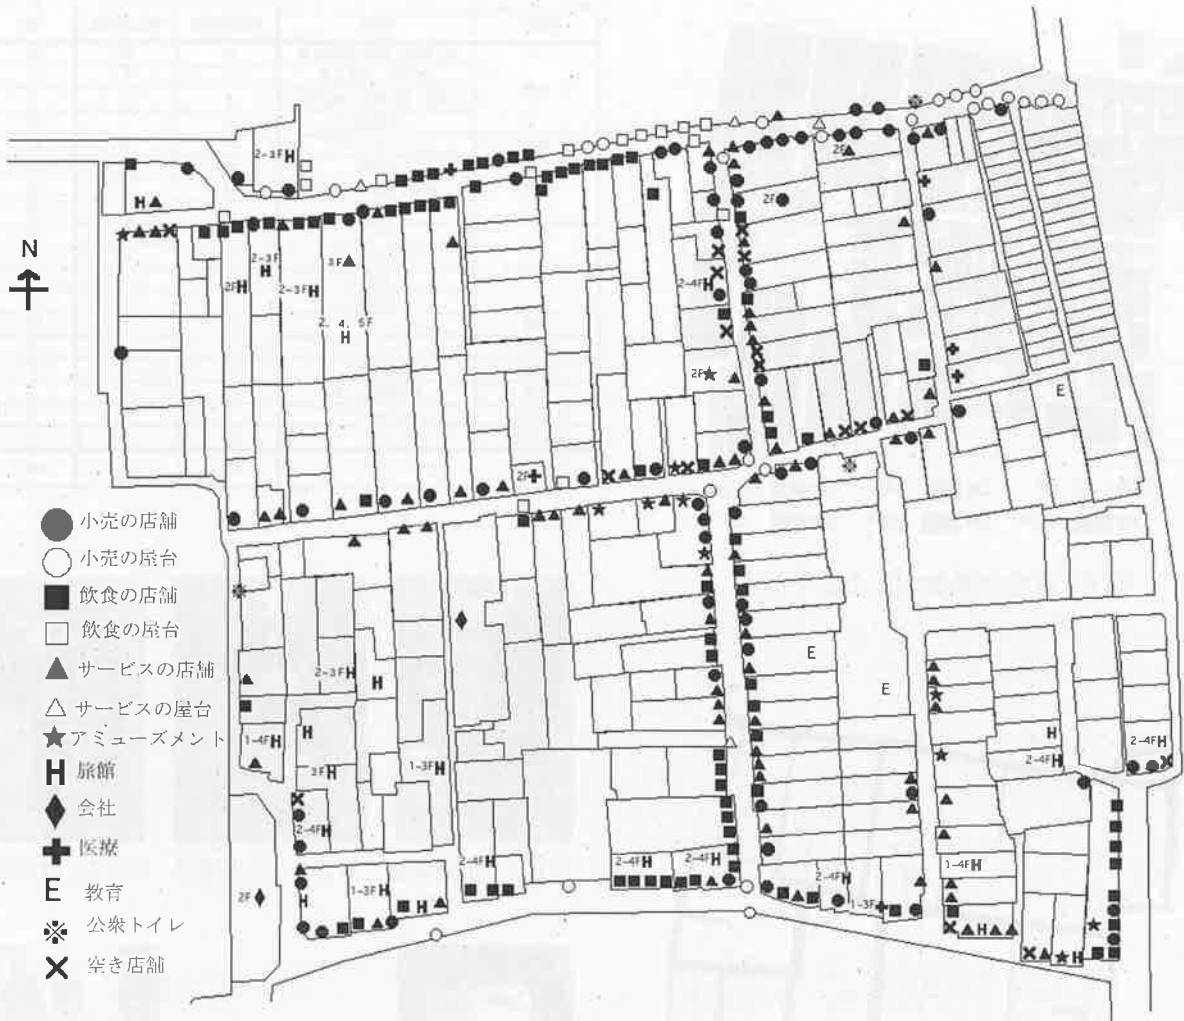 2-3F H
H
N
2-3F
H
2F H
2-3F H
3F
2. 4. 5F
H
2F
2F
2-4F H
2F
E
2F
小売の店舗
小売の屋台
飲食の店舗
飲食の屋台
サービスの店舗
サービスの屋台
アミューズメント
H 旅館
会社
医療
E 教育
公衆トイレ
空き店舗
E
E
2-3F H
H
1-4F H
H
3F H
1-3F H
H
2-4F H
2-4F H
2-4F H
2-4F H
2-4F H
2-4F H
1-4F H
1-3F H
2F
H
H
1-3F
H
H